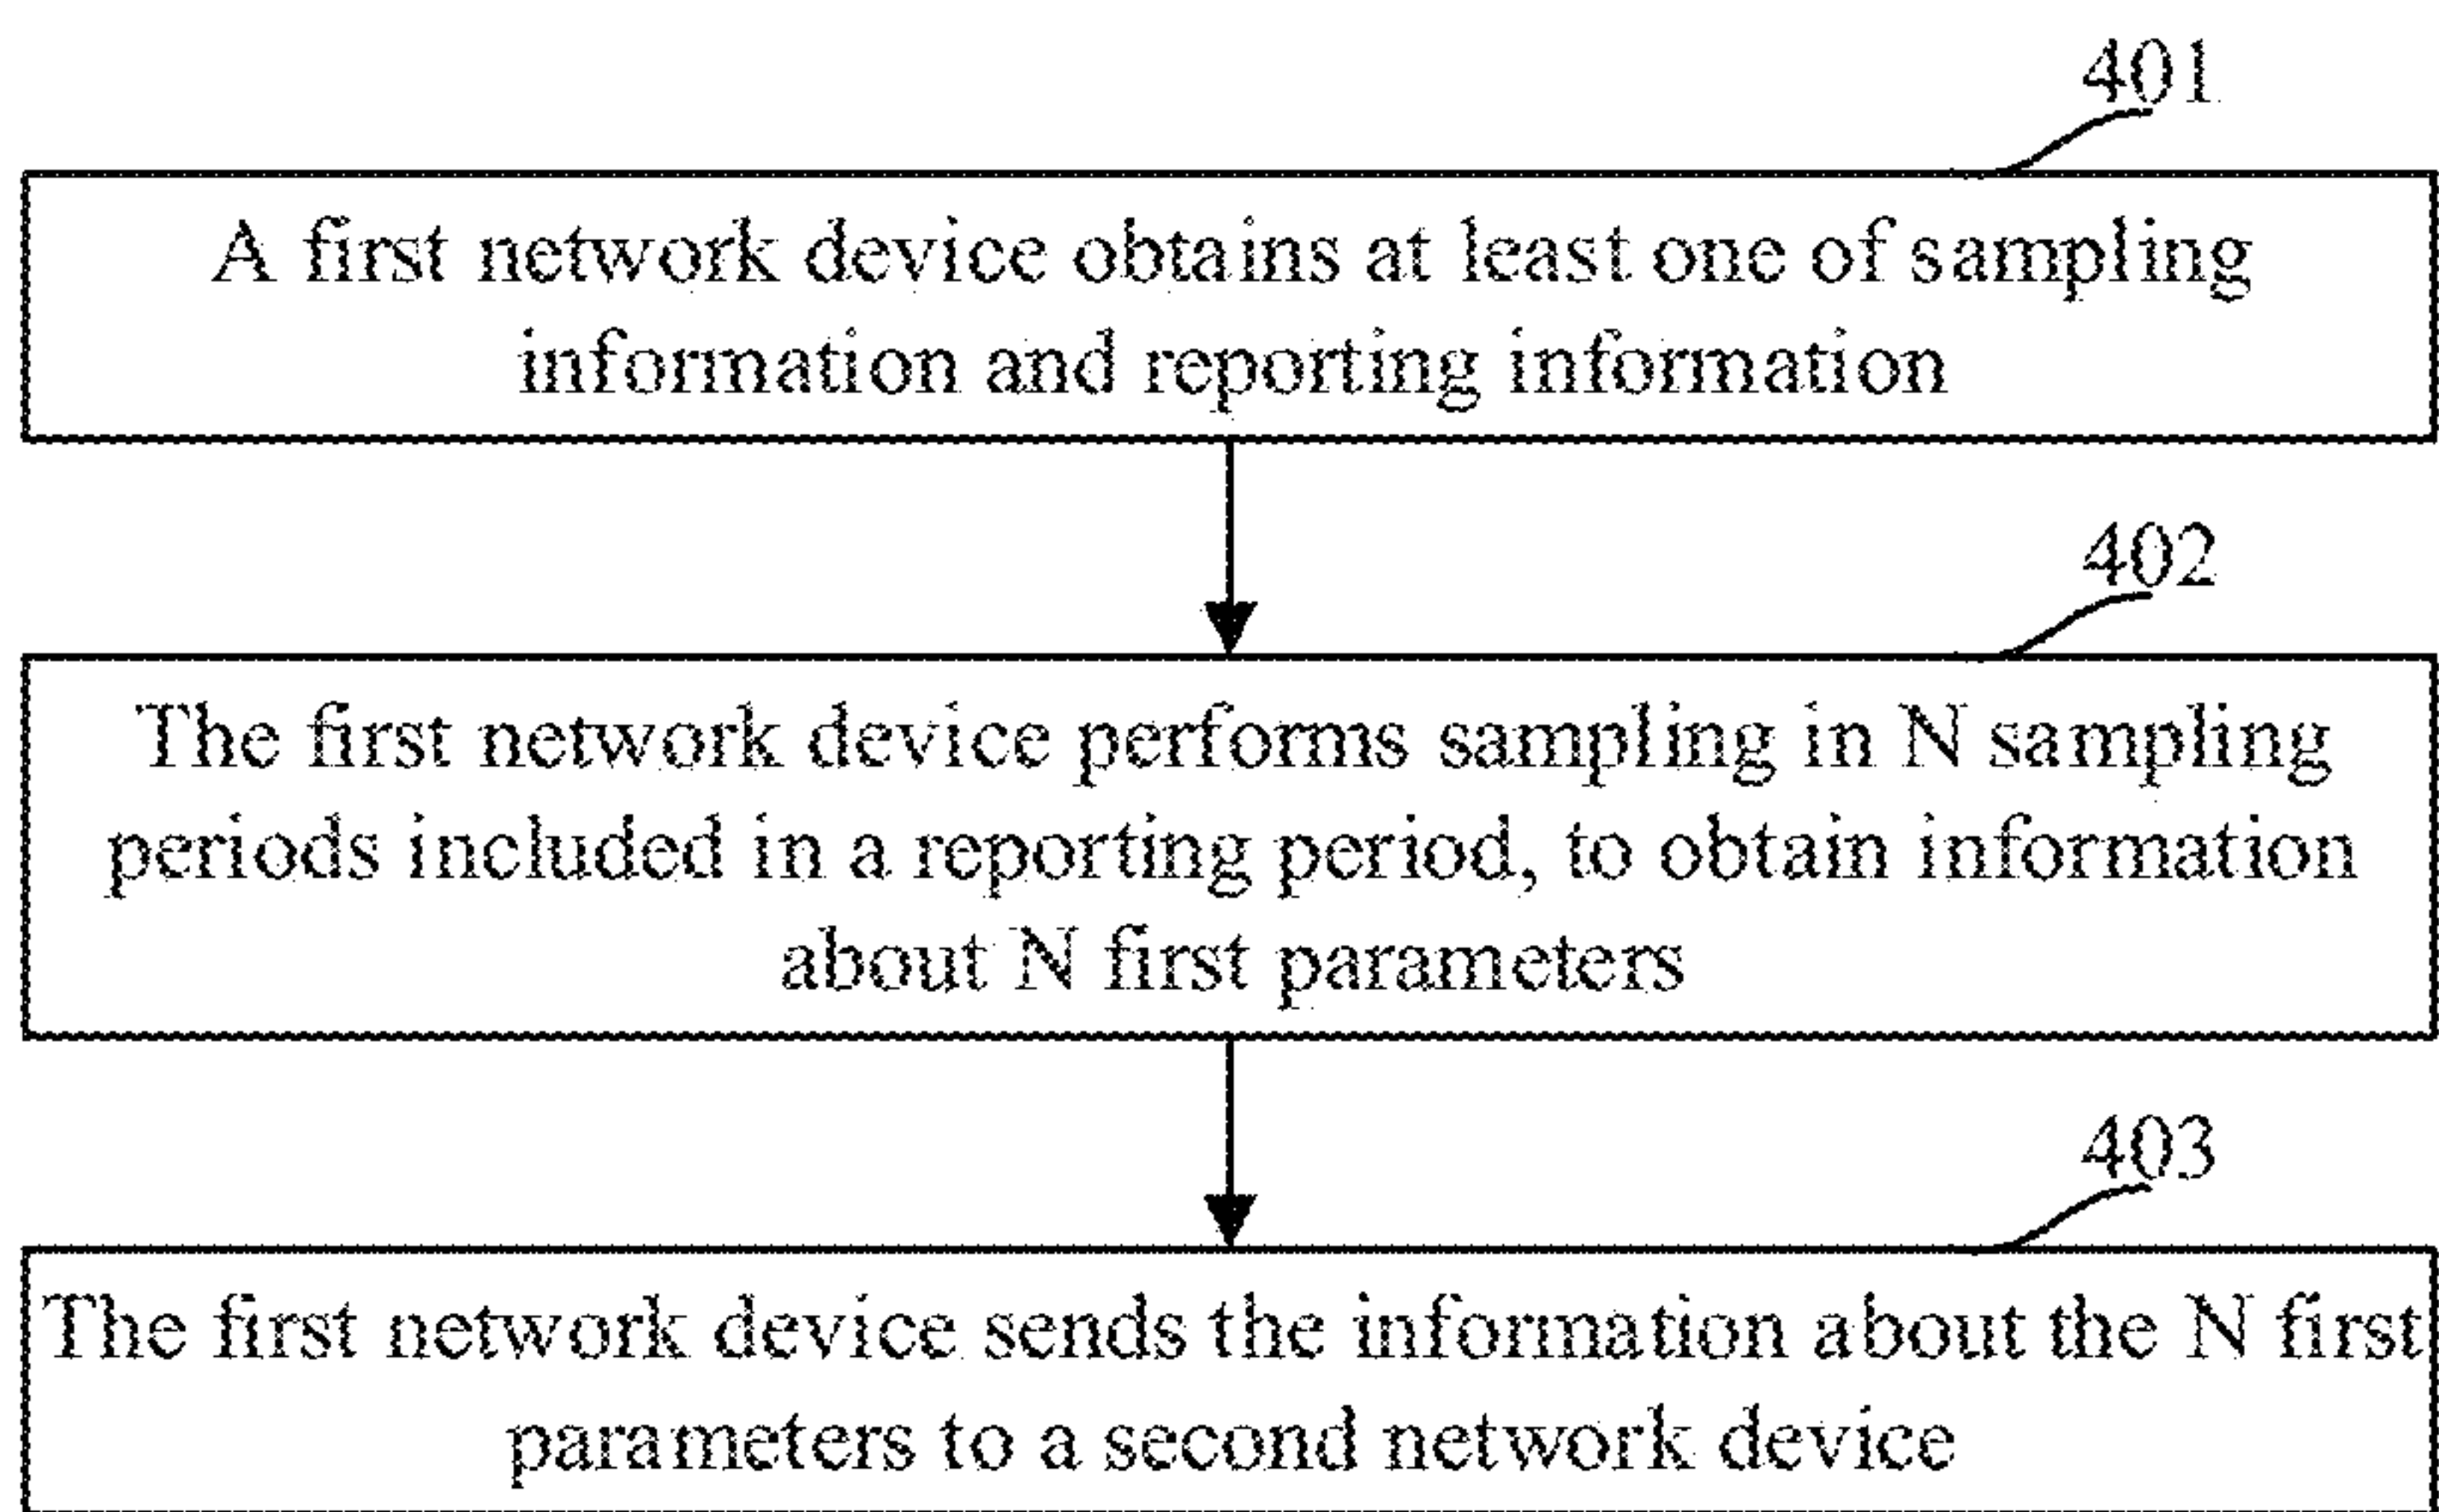 401
A first network device obtains at least one of sampling
information and reporting information
402
The first network device performs sampling in N sampling
periods included in a reporting period, to obtain information
about N first parameters
403
The first network device sends the information about the N first
parameters to a second network device